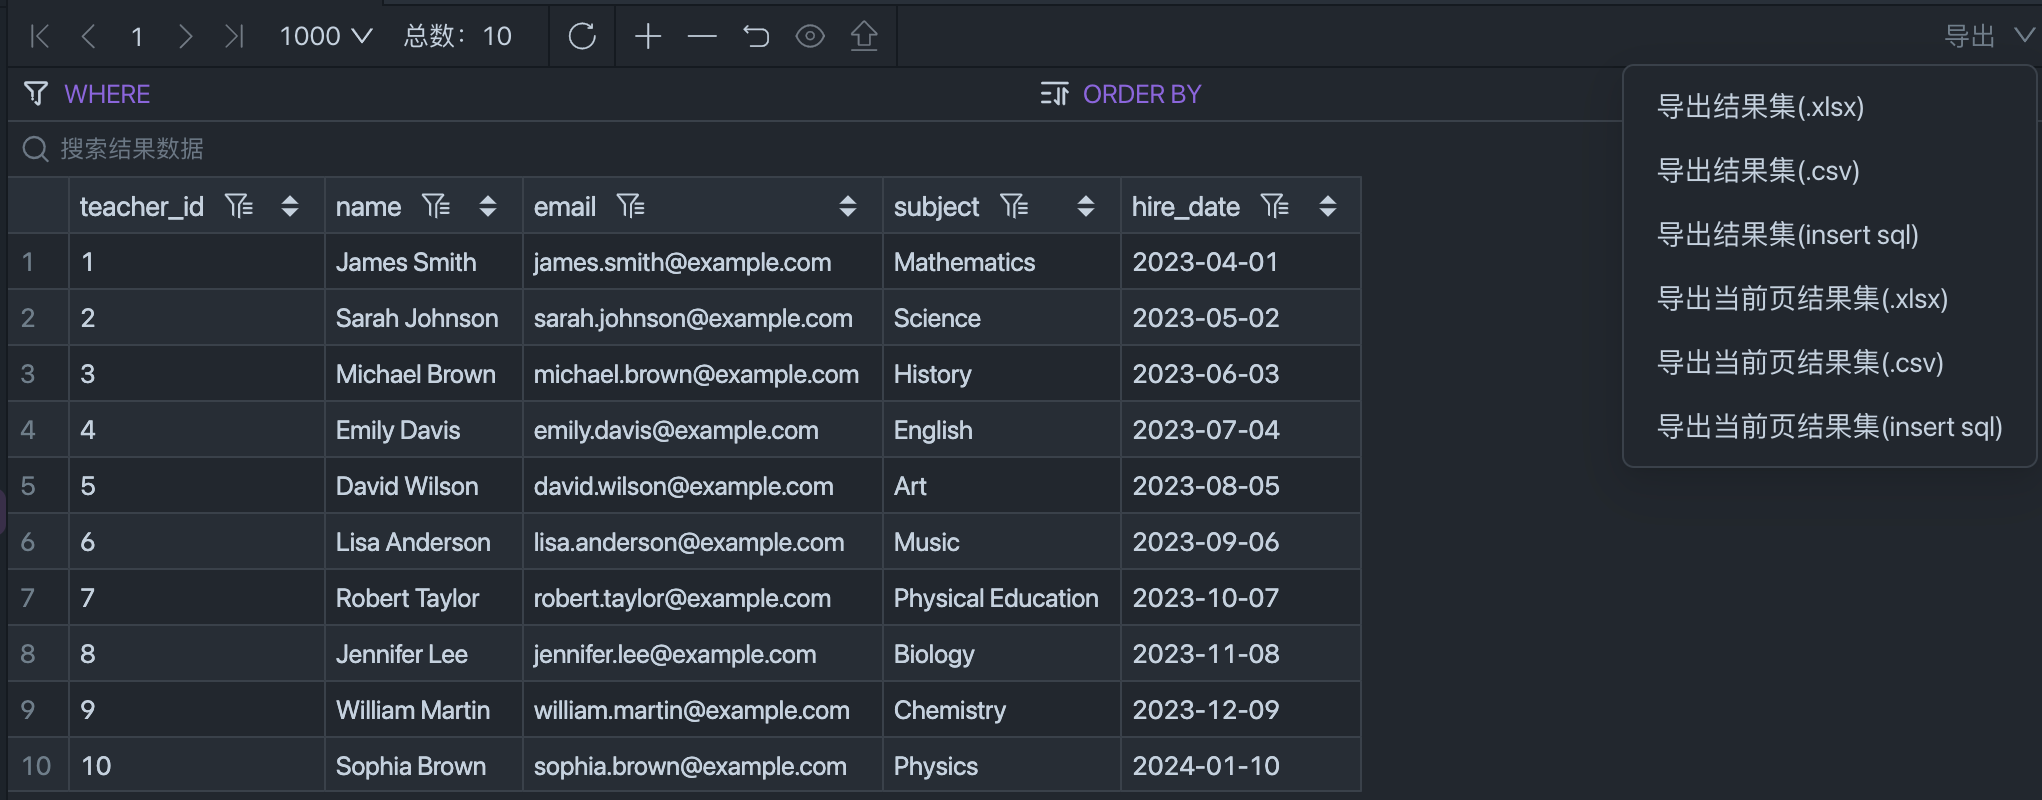 1 1000 总数：10 导出
WHERE ORDER BY
搜索结果数据
teacher_id name email subject hire_date
1 1 James Smith james.smith@example.com Mathematics 2023-04-01
2 2 Sarah Johnson sarah.johnson@example.com Science 2023-05-02
3 3 Michael Brown michael.brown@example.com History 2023-06-03
4 4 Emily Davis emily.davis@example.com English 2023-07-04
5 5 David Wilson david.wilson@example.com Art 2023-08-05
6 6 Lisa Anderson lisa.anderson@example.com Music 2023-09-06
7 7 Robert Taylor robert.taylor@example.com Physical Education 2023-10-07
8 8 Jennifer Lee jennifer.lee@example.com Biology 2023-11-08
9 9 William Martin william.martin@example.com Chemistry 2023-12-09
10 10 Sophia Brown sophia.brown@example.com Physics 2024-01-10
导出结果集(.xlsx)
导出结果集(.csv)
导出结果集(insert sql)
导出当前页结果集(.xlsx)
导出当前页结果集(.csv)
导出当前页结果集(insert sql)